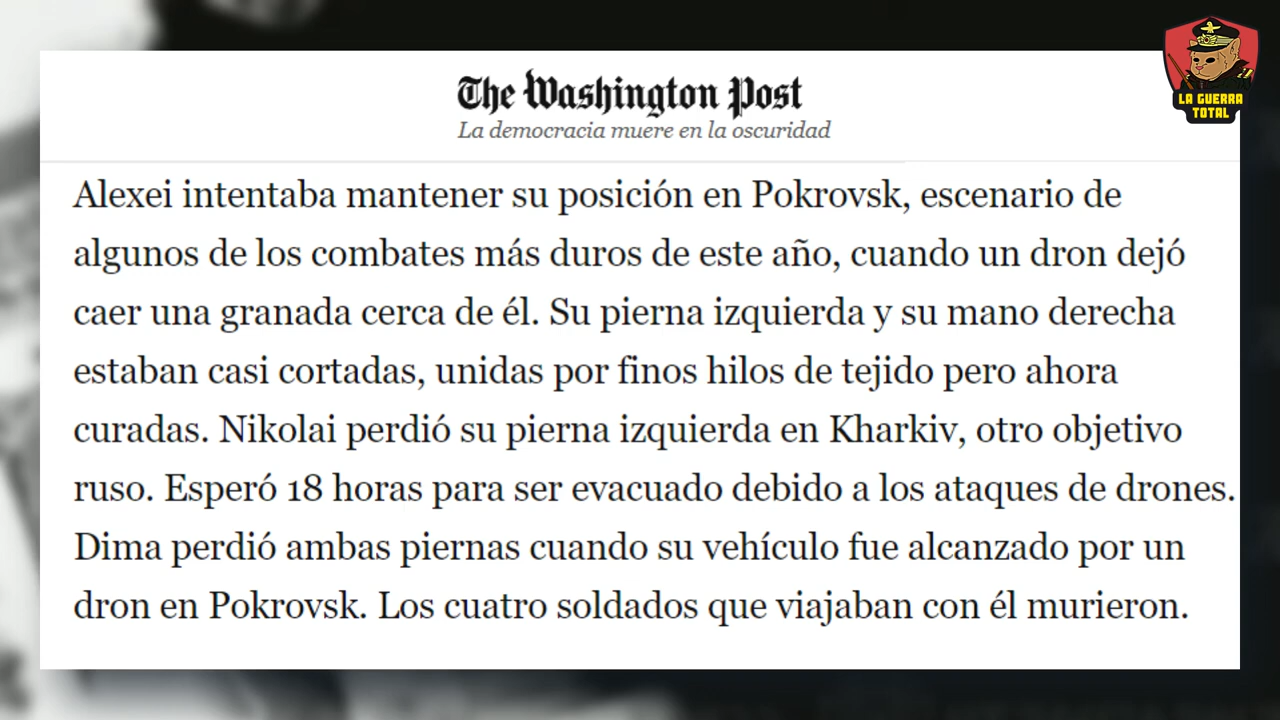 The Washington Post
La democracia muere en la oscuridad
LA GUERRA
TOTAL
Alexei intentaba mantener su posición en Pokrovsk, escenario de
algunos de los combates más duros de este año, cuando un dron dejó
caer una granada cerca de él. Su pierna izquierda y su mano derecha
estaban casi cortadas, unidas por finos hilos de tejido pero ahora
curadas. Nikolai perdió su pierna izquierda en Kharkiv, otro objetivo
ruso. Esperó 18 horas para ser evacuado debido a los ataques de drones.
Dima perdió ambas piernas cuando su vehículo fue alcanzado por un
dron en Pokrovsk. Los cuatro soldados que viajaban con él murieron.